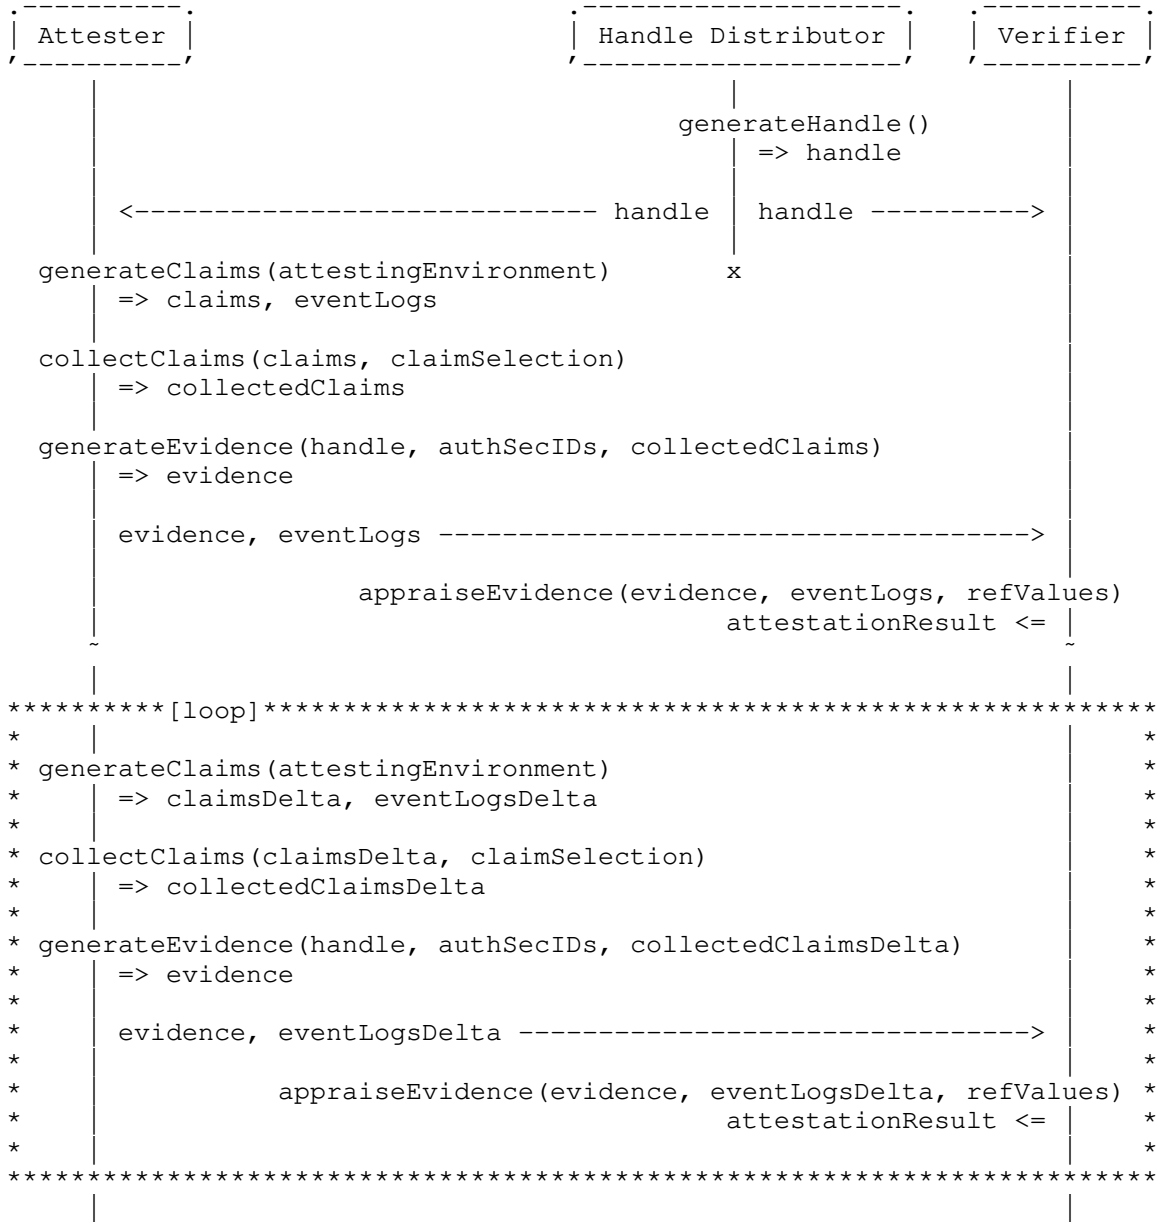 Attester Handle Distributor Verifier
generateHandle()
=> handle
<----------------------------- handle handle ---------->
generateClaims(attestingEnvironment) x
=> claims, eventLogs
collectClaims(claims, claimSelection)
=> collectedClaims
generateEvidence(handle, authSecIDs, collectedClaims)
=> evidence
evidence, eventLogs ------------------------------------->
appraiseEvidence(evidence, eventLogs, refValues)
attestationResult <=
~ ~
**********[loop]********************************************************
generateClaims(attestingEnvironment)
=> claimsDelta, eventLogsDelta
collectClaims(claimsDelta, claimSelection)
=> collectedClaimsDelta
generateEvidence(handle, authSecIDs, collectedClaimsDelta)
=> evidence
evidence, eventLogsDelta -------------------------------->
appraiseEvidence(evidence, eventLogsDelta, refValues)
attestationResult <=